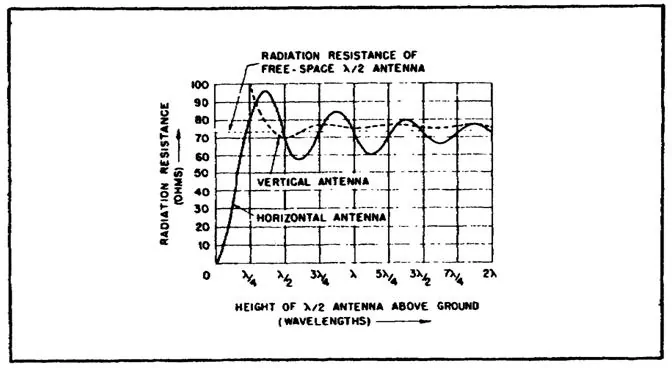 RADIATION RESISTANCE OF
FREE-SPACE λ/2 ANTENNA
RADIATION RESISTANCE
(OHMS)
100
90
80
70
60
50
40
30
20
10
0
VERTICAL ANTENNA
HORIZONTAL ANTENNA
λ/4 λ/2 3λ/4 λ 5λ/4 3λ/2 7λ/4 2λ
HEIGHT OF λ/2 ANTENNA ABOVE GROUND
(WAVELENGTHS)